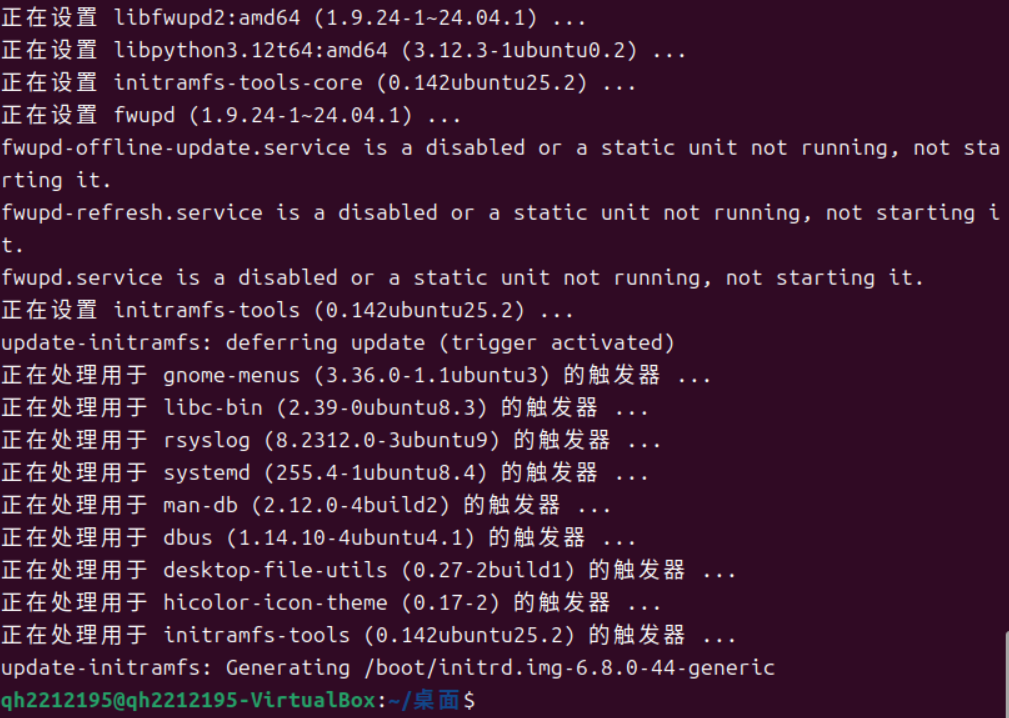 正在设置 libfwupd2:amd64 (1.9.24-1~24.04.1) ...
正在设置 libpython3.12t64:amd64 (3.12.3-1ubuntu0.2) ...
正在设置 initramfs-tools-core (0.142ubuntu25.2) ...
正在设置 fwupd (1.9.24-1~24.04.1) ...
fwupd-offline-update.service is a disabled or a static unit not running, not sta
rting it.
fwupd-refresh.service is a disabled or a static unit not running, not starting i
t.
fwupd.service is a disabled or a static unit not running, not starting it.
正在设置 initramfs-tools (0.142ubuntu25.2) ...
update-initramfs: deferring update (trigger activated)
正在处理用于 gnome-menus (3.36.0-1.1ubuntu3) 的触发器 ...
正在处理用于 libc-bin (2.39-0ubuntu8.3) 的触发器 ...
正在处理用于 rsyslog (8.2312.0-3ubuntu9) 的触发器 ...
正在处理用于 systemd (255.4-1ubuntu8.4) 的触发器 ...
正在处理用于 man-db (2.12.0-4build2) 的触发器 ...
正在处理用于 dbus (1.14.10-4ubuntu4.1) 的触发器 ...
正在处理用于 desktop-file-utils (0.27-2build1) 的触发器 ...
正在处理用于 hicolor-icon-theme (0.17-2) 的触发器 ...
正在处理用于 initramfs-tools (0.142ubuntu25.2) 的触发器 ...
update-initramfs: Generating /boot/initrd.img-6.8.0-44-generic
qh2212195@qh2212195-VirtualBox:~/桌面$